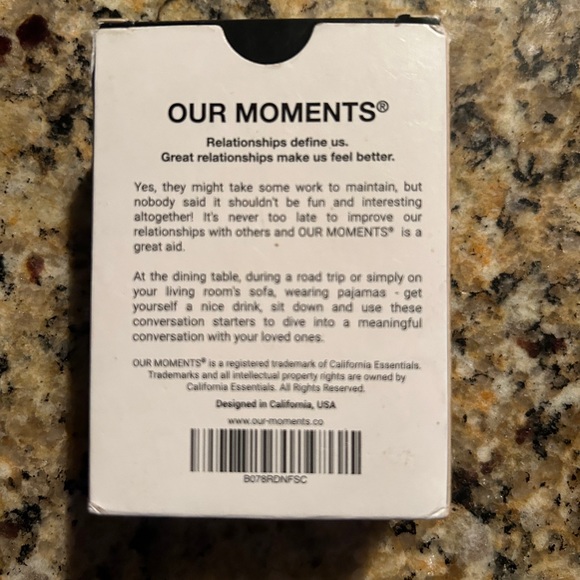 OUR MOMENTS®
Relationships define us.
Great relationships make us feel better.
Yes, they might take some work to maintain, but
nobody said it shouldn't be fun and interesting
altogether! It's never too late to improve our
relationships with others and OUR MOMENTS® is a
great aid.
At the dining table, during a road trip or simply on
your living room's sofa, wearing pajamas - get
yourself a nice drink, sit down and use these
conversation starters to dive into a meaningful
conversation with your loved ones.
OUR MOMENTS® is a registered trademark of California Essentials.
Trademarks and all intellectual property rights are owned by
California Essentials. All Rights Reserved.
Designed in California, USA
www.our-moments.co
B078RDNFSC